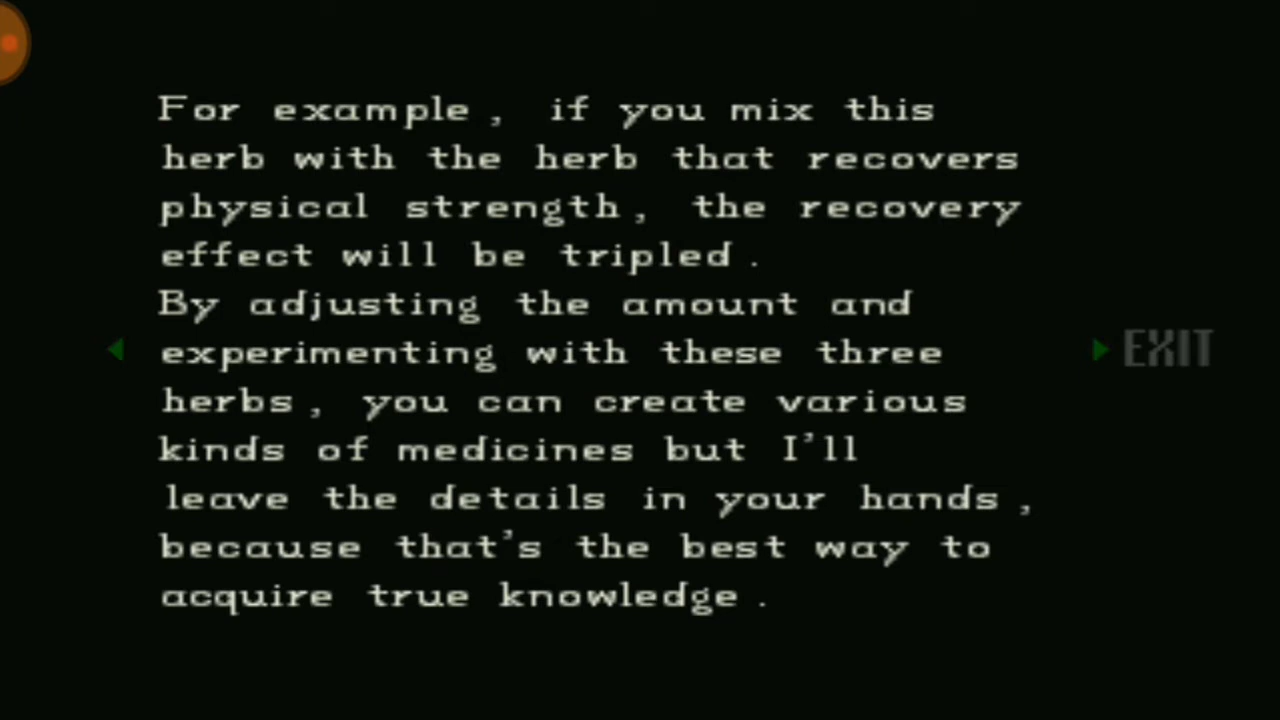 For example, if you mix this
herb with the herb that recovers
physical strength, the recovery
effect will be tripled.
By adjusting the amount and
experimenting with these three
herbs, you can create various
kinds of medicines but I'll
leave the details in your hands,
because that's the best way to
acquire true knowledge.
EXIT